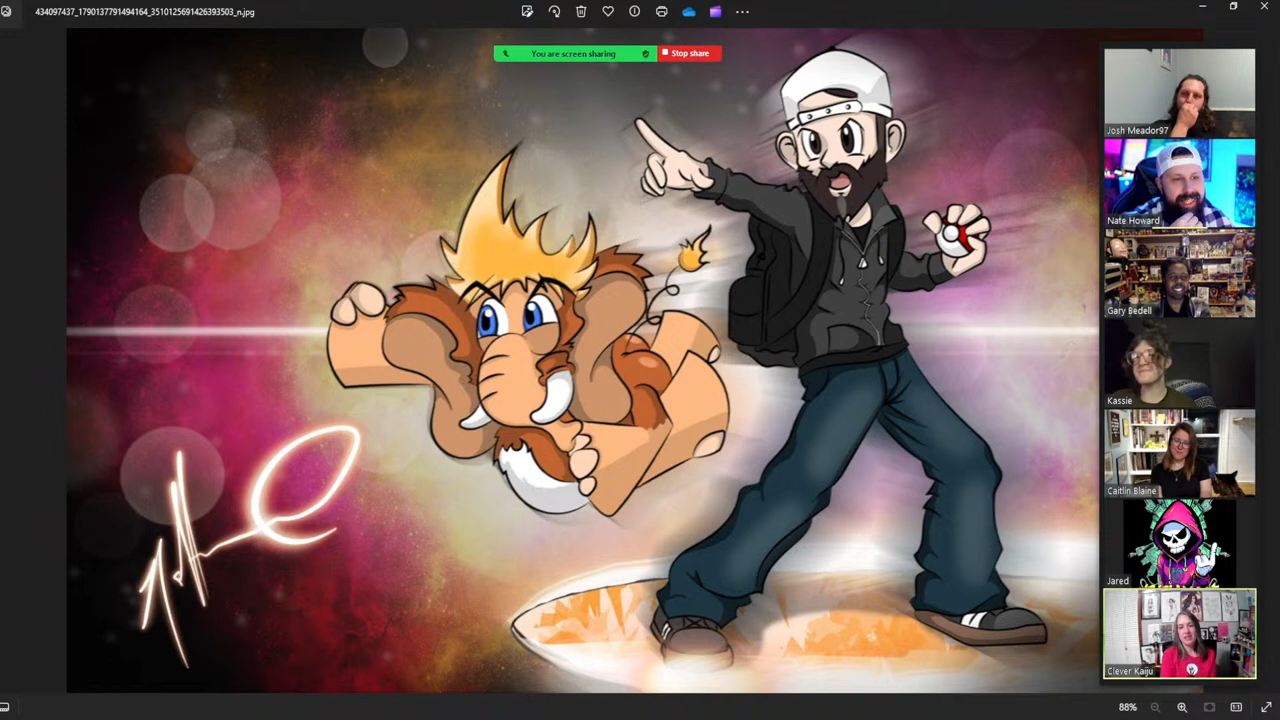 434097437_1790137791494164_3510125691426393503_n.jpg
You are screen sharing
Stop share
Josh Meador97
Nate Howard
Gary Bedell
Kassie
Caitlin Blaine
Jared
Clever Kaiju
88%